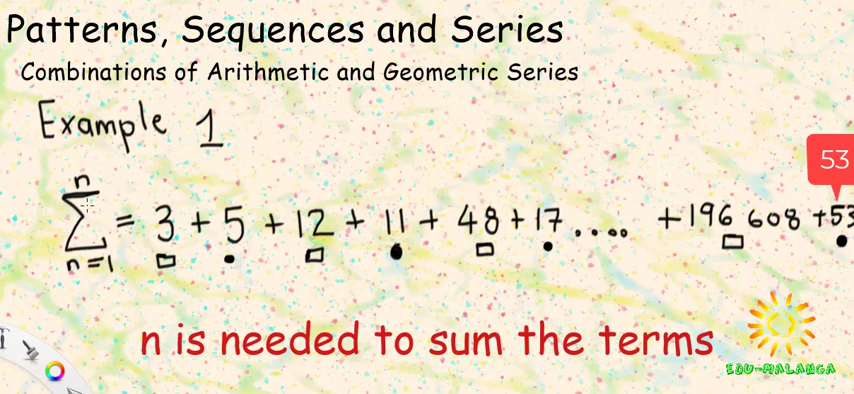 Patterns, Sequences and Series
Combinations of Arithmetic and Geometric Series
Example 1
n
∑ = 3 + 5 + 12 + 11 + 48 + 17 ..... + 196 608 + 53
n=1
53
n is needed to sum the terms
EDU-MALANGA